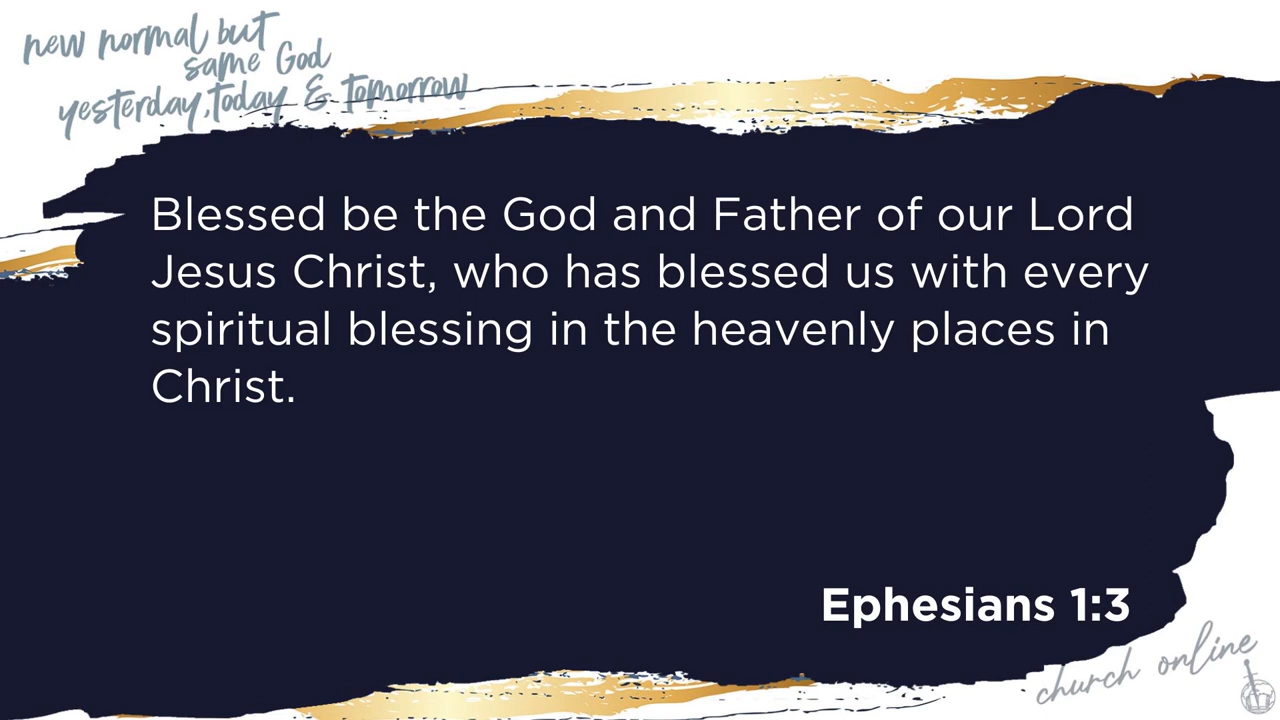 new normal but
same God
yesterday, today & tomorrow
Blessed be the God and Father of our Lord
Jesus Christ, who has blessed us with every
spiritual blessing in the heavenly places in
Christ.
Ephesians 1:3
church online